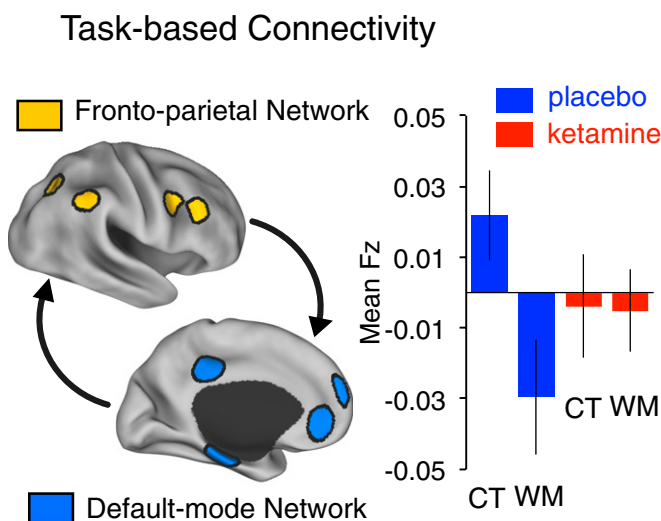 Task-based Connectivity
Fronto-parietal Network
Default-mode Network
placebo
ketamine
Mean Fz
0.05
0.03
0.01
-0.01
-0.03
-0.05
CT WM
CT WM